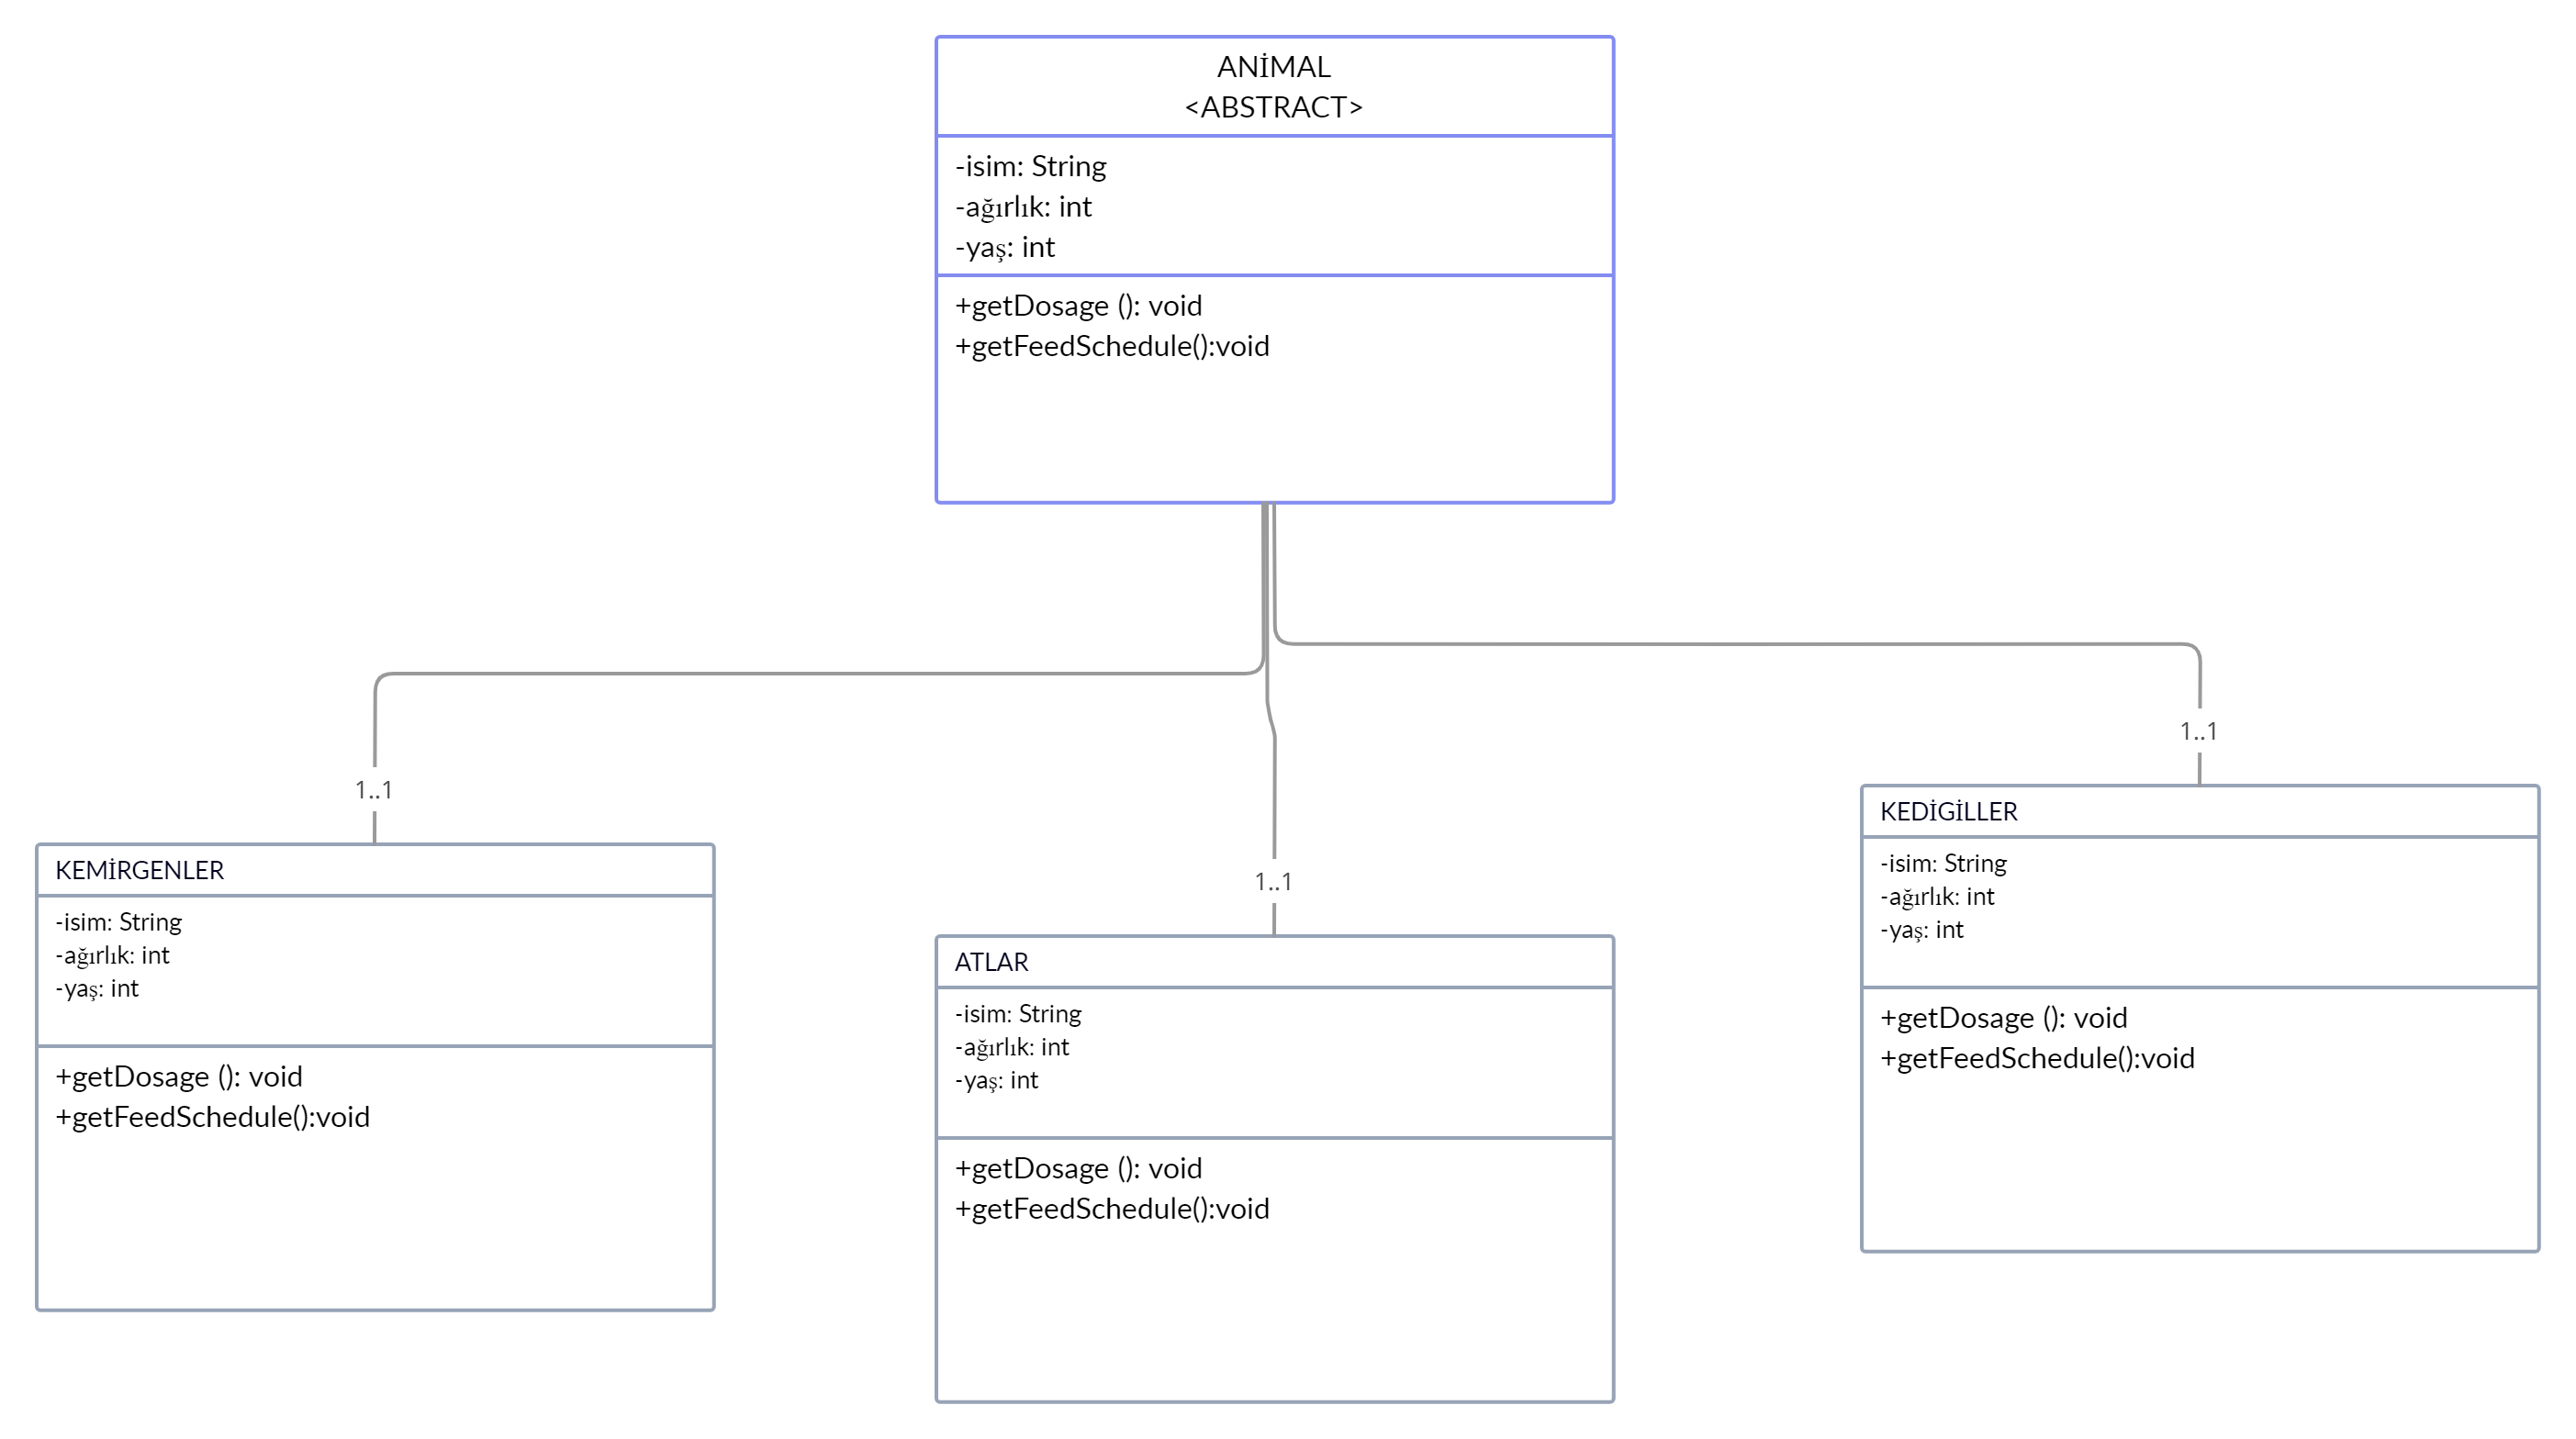 ANİMAL
<ABSTRACT>
-isim: String
-ağırlık: int
-yaş: int
+getDosage (): void
+getFeedSchedule():void
1..1
KEMİRGENLER
-isim: String
-ağırlık: int
-yaş: int
+getDosage (): void
+getFeedSchedule():void
1..1
ATLAR
-isim: String
-ağırlık: int
-yaş: int
+getDosage (): void
+getFeedSchedule():void
1..1
KEDİGİLLER
-isim: String
-ağırlık: int
-yaş: int
+getDosage (): void
+getFeedSchedule():void